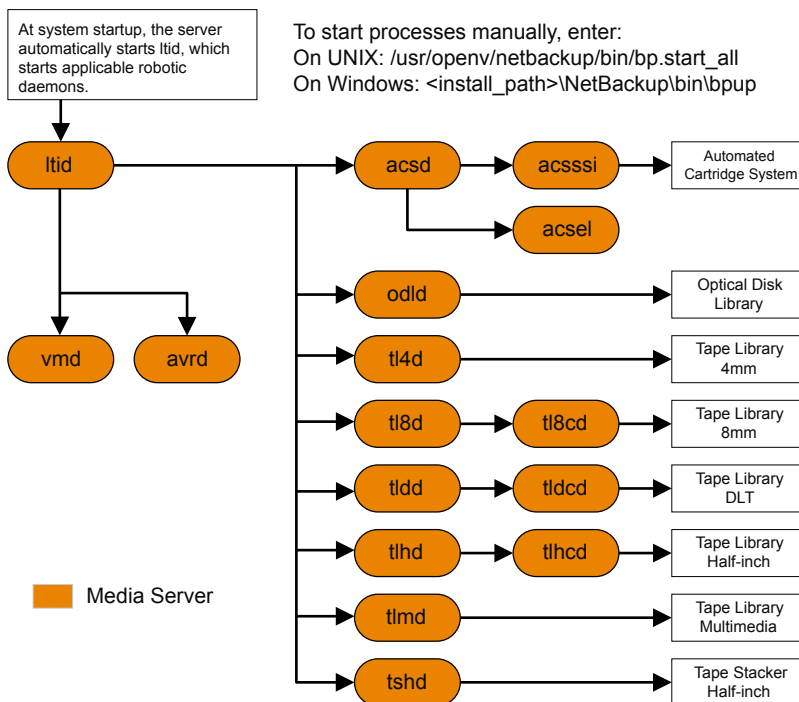 At system startup, the server
automatically starts ltid, which
starts applicable robotic
daemons.
To start processes manually, enter:
On UNIX: /usr/openv/netbackup/bin/bp.start_all
On Windows: <install_path>\NetBackup\bin\bpup
ltid
acsd
acsssi
Automated
Cartridge System
acsel
odld
Optical Disk
Library
vmd
avrd
tl4d
Tape Library
4mm
tl8d
tl8cd
Tape Library
8mm
tldd
tldcd
Tape Library
DLT
tlhd
tlhcd
Tape Library
Half-inch
Media Server
tlmd
Tape Library
Multimedia
tshd
Tape Stacker
Half-inch